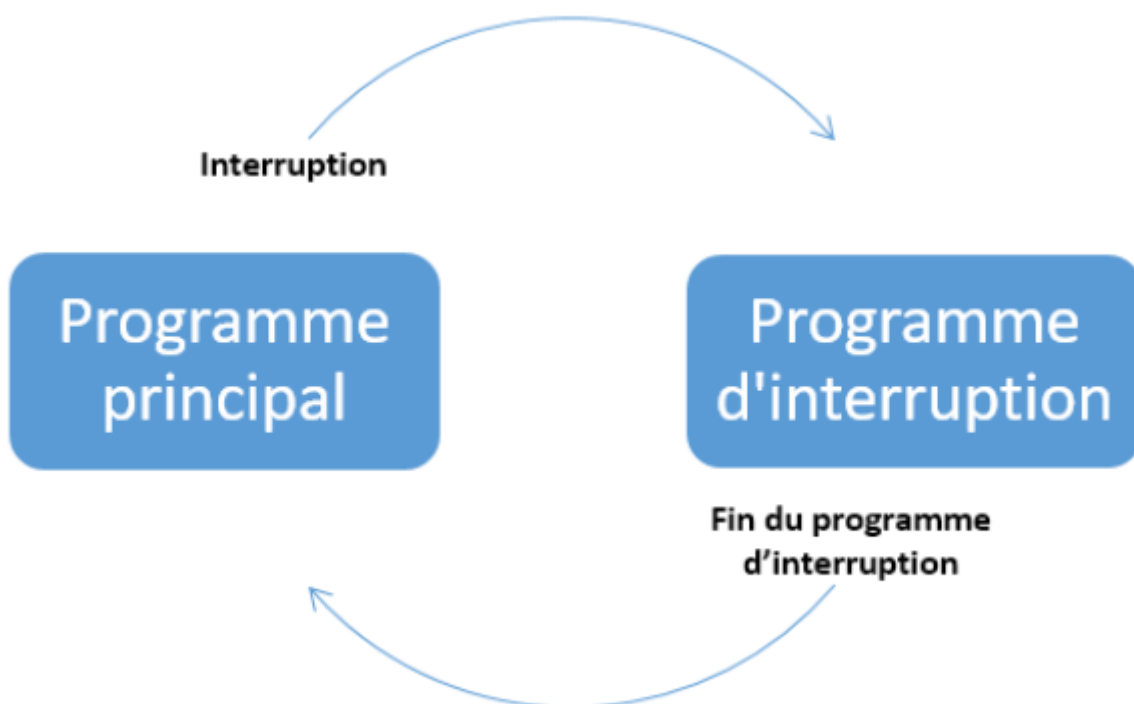 Interruption
Programme
principal
Programme
d'interruption
Fin du programme
d’interruption